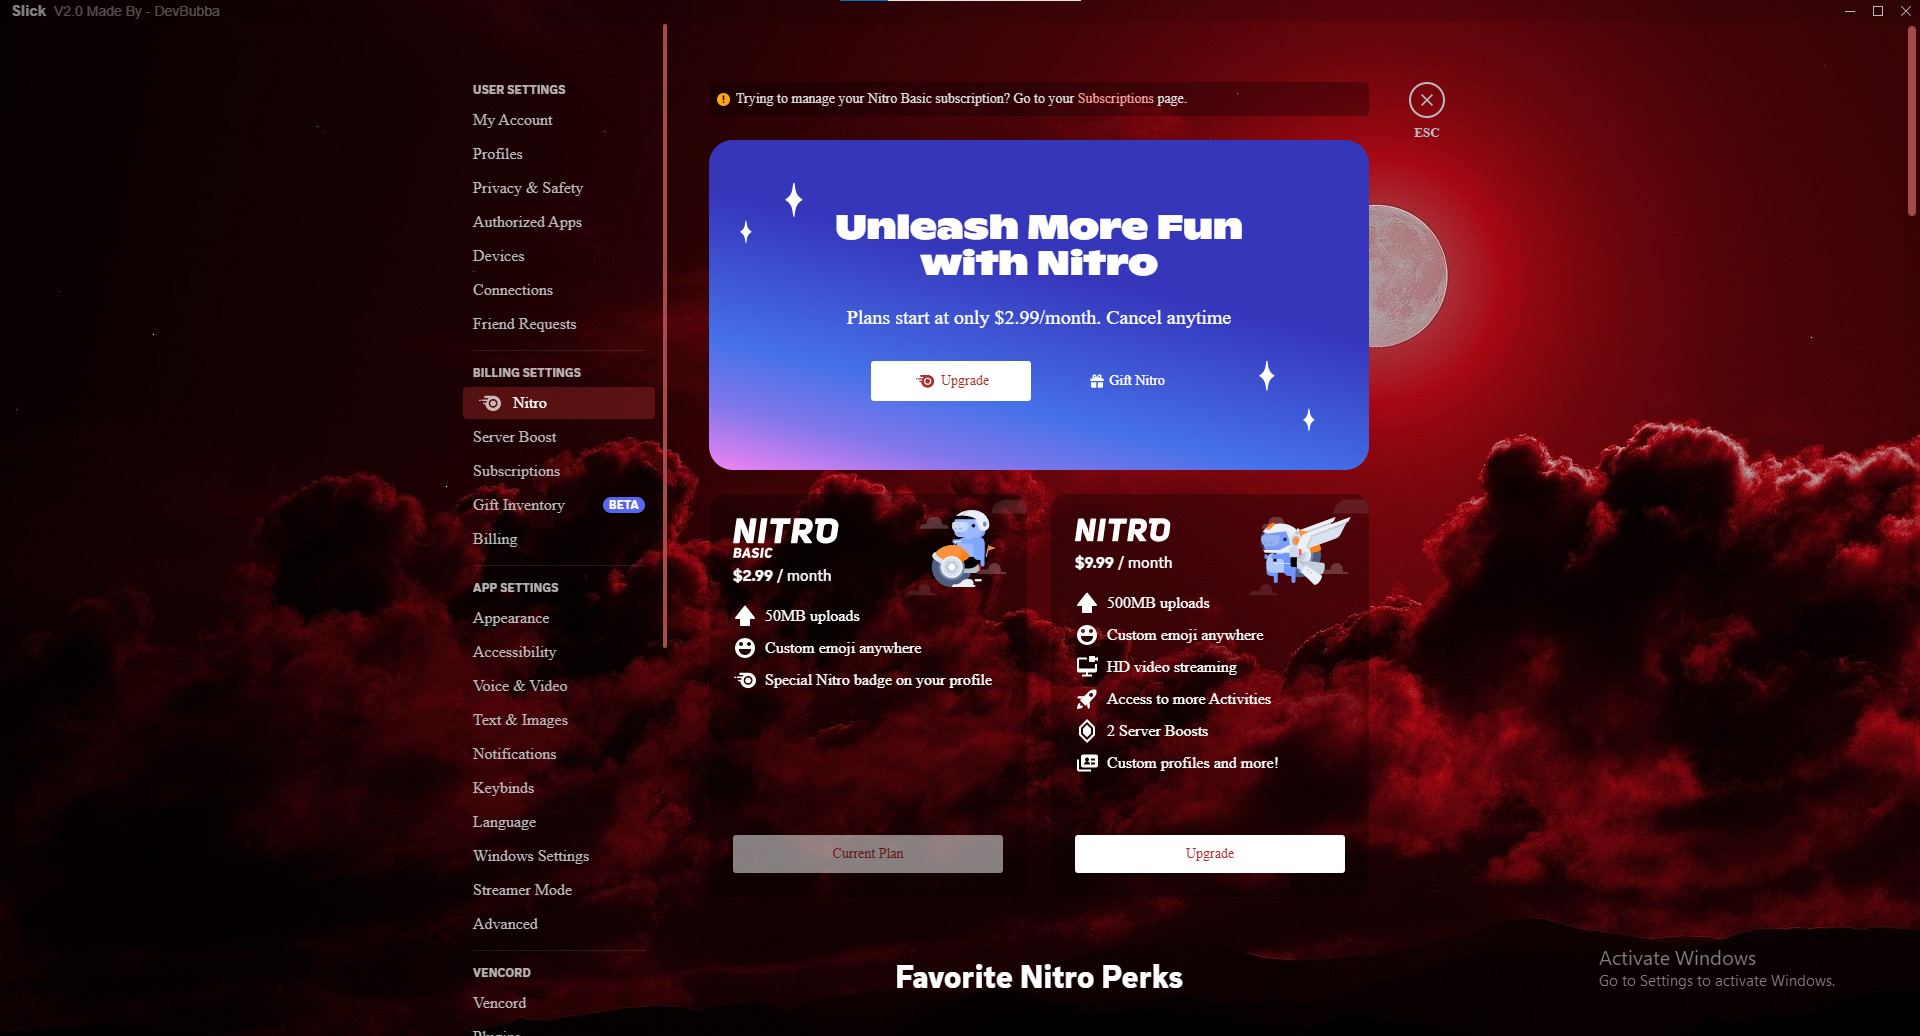 Slick V2.0 Made By - DevBubba
USER SETTINGS
My Account
Profiles
Privacy & Safety
Authorized Apps
Devices
Connections
Friend Requests
BILLING SETTINGS
Nitro
Server Boost
Subscriptions
Gift Inventory BETA
Billing
APP SETTINGS
Appearance
Accessibility
Voice & Video
Text & Images
Notifications
Keybinds
Language
Windows Settings
Streamer Mode
Advanced
VENCORD
Vencord
Plugins
Trying to manage your Nitro Basic subscription? Go to your Subscriptions page.
ESC
Unleash More Fun
with Nitro
Plans start at only $2.99/month. Cancel anytime
Upgrade
Gift Nitro
NITRO
BASIC
$2.99 / month
50MB uploads
Custom emoji anywhere
Special Nitro badge on your profile
Current Plan
NITRO
$9.99 / month
500MB uploads
Custom emoji anywhere
HD video streaming
Access to more Activities
2 Server Boosts
Custom profiles and more!
Upgrade
Favorite Nitro Perks
Activate Windows
Go to Settings to activate Windows.